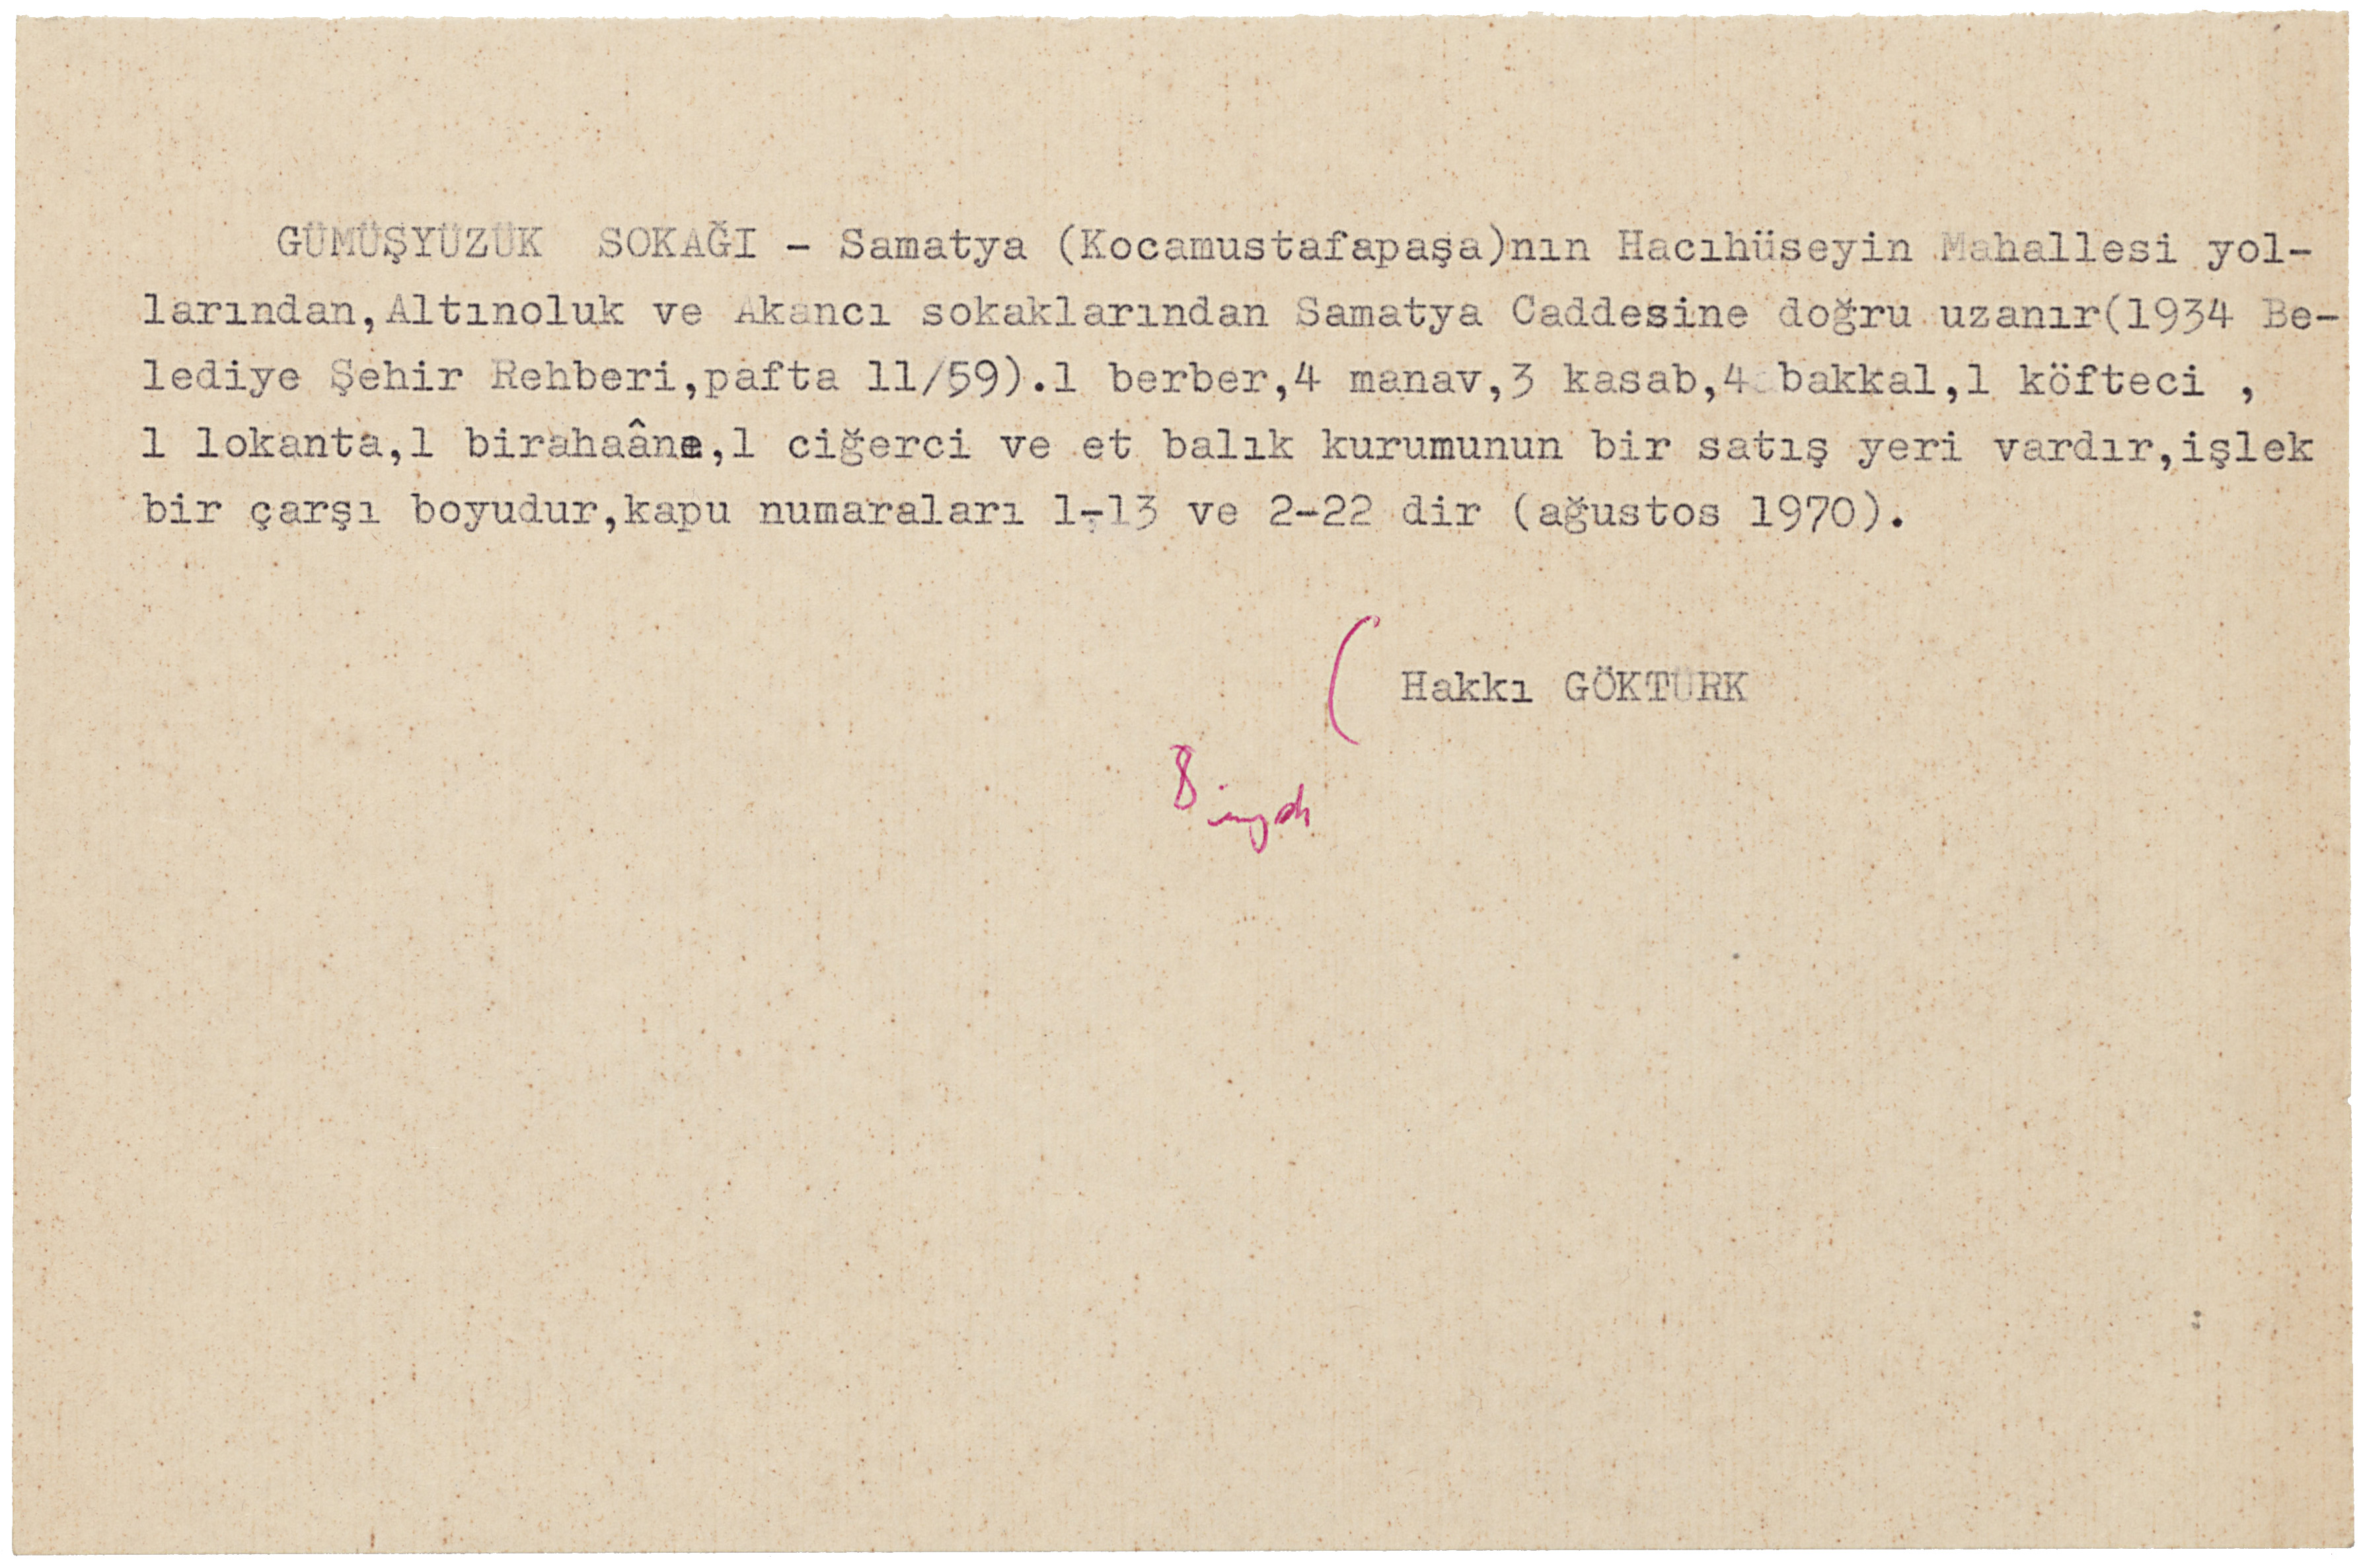 GÜMÜŞYÜZÜK SOKAĞI - Samatya (Kocamustafapaşa)nın Hacıhüseyin Mahallesi yol-
larından,Altınoluk ve Akancı sokaklarından Samatya Caddesine doğru uzanır(1934 Be-
lediye Şehir Rehberi,pafta 11/59).1 berber,4 manav,3 kasab,4 bakkal,1 köfteci ,
1 lokanta,1 birahaâne,1 ciğerci ve et balık kurumunun bir satış yeri vardır,işlek
bir çarşı boyudur,kapu numaraları 1-13 ve 2-22 dir (ağustos 1970).
( Hakkı GÖKTÜRK
8